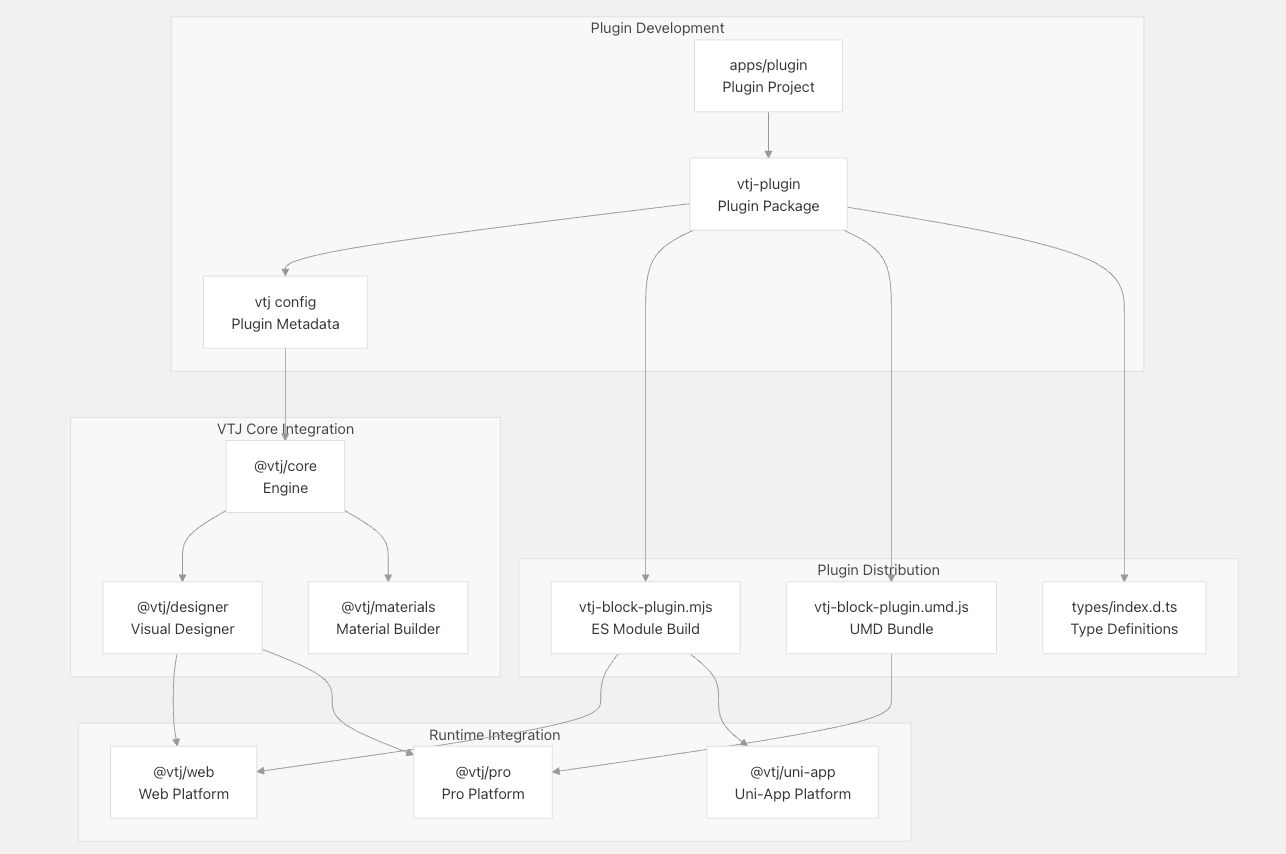 Plugin Development
apps/plugin
Plugin Project
vtj-plugin
Plugin Package
vtj config
Plugin Metadata
VTJ Core Integration
@vtj/core
Engine
@vtj/designer
Visual Designer
@vtj/materials
Material Builder
Plugin Distribution
vtj-block-plugin.mjs
ES Module Build
vtj-block-plugin.umd.js
UMD Bundle
types/index.d.ts
Type Definitions
Runtime Integration
@vtj/web
Web Platform
@vtj/pro
Pro Platform
@vtj/uni-app
Uni-App Platform